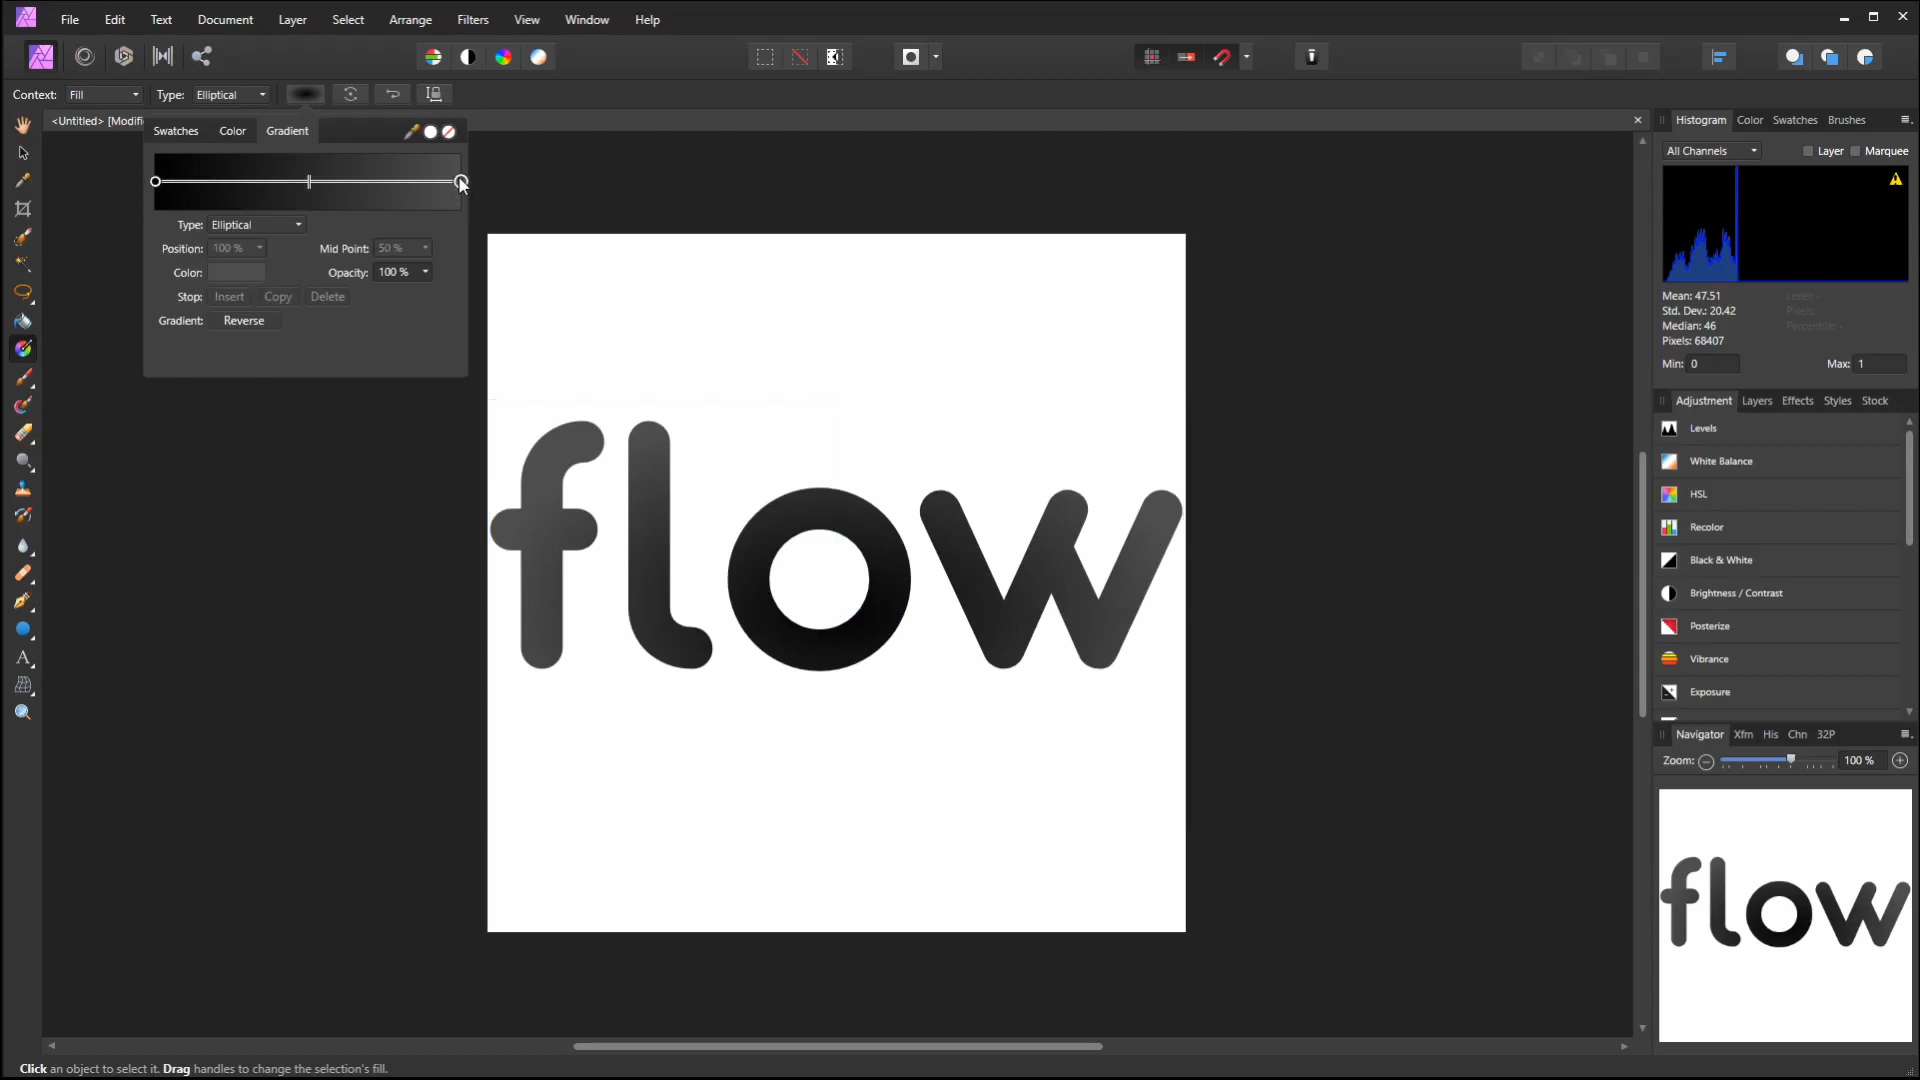 File Edit Text Document Layer Select Arrange Filters View Window Help
Context: Fill Type: Elliptical
<Untitled> [Modifi
Swatches Color Gradient
Type: Elliptical
Position: 100 % Mid Point: 50 %
Color: Opacity: 100 %
Stop: Insert Copy Delete
Gradient: Reverse
flow
Histogram Color Swatches Brushes
All Channels Layer Marquee
Mean: 47.51 Level: -
Std. Dev.: 20.42 Pixels:
Median: 46 Percentile: -
Pixels: 68407
Min: 0 Max: 1
Adjustment Layers Effects Styles Stock
Levels
White Balance
HSL
Recolor
Black & White
Brightness / Contrast
Posterize
Vibrance
Exposure
Navigator Xfm His Chn 32P
Zoom: 100 %
flow
Click an object to select it. Drag handles to change the selection's fill.